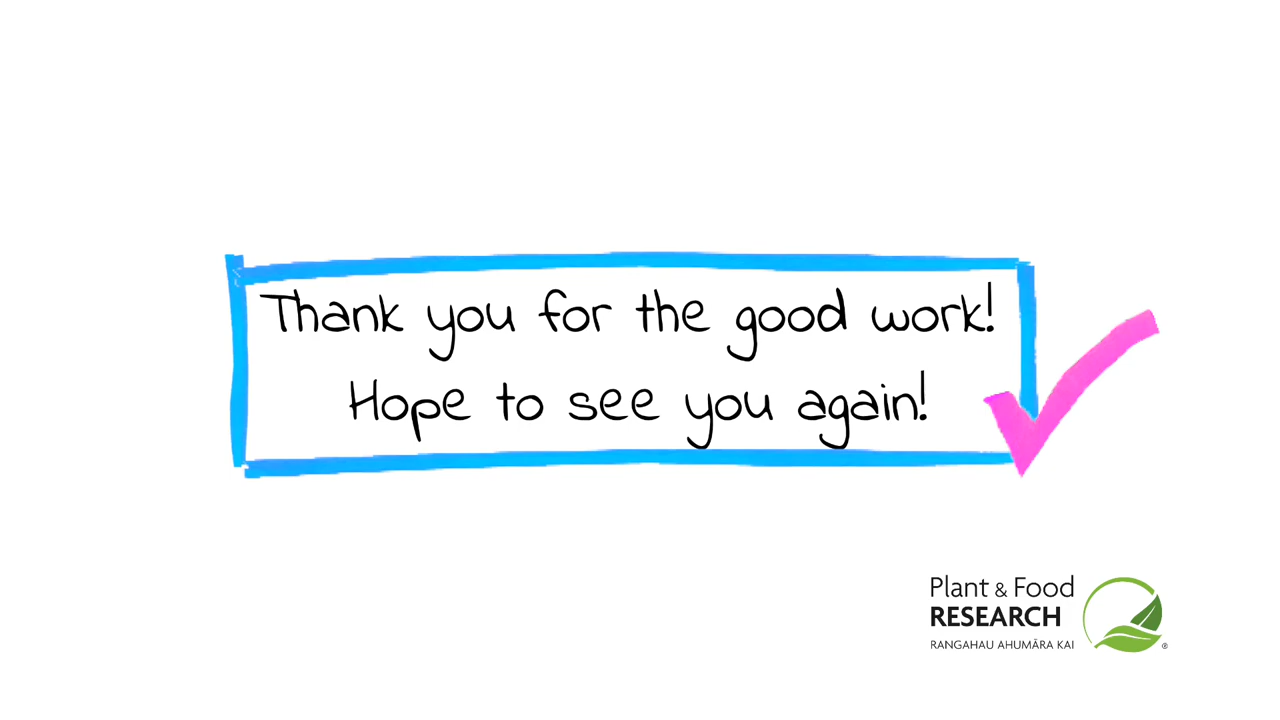 Thank you for the good work!
Hope to see you again!
Plant & Food
RESEARCH
RANGAHAU AHUMĀRA KAI
®